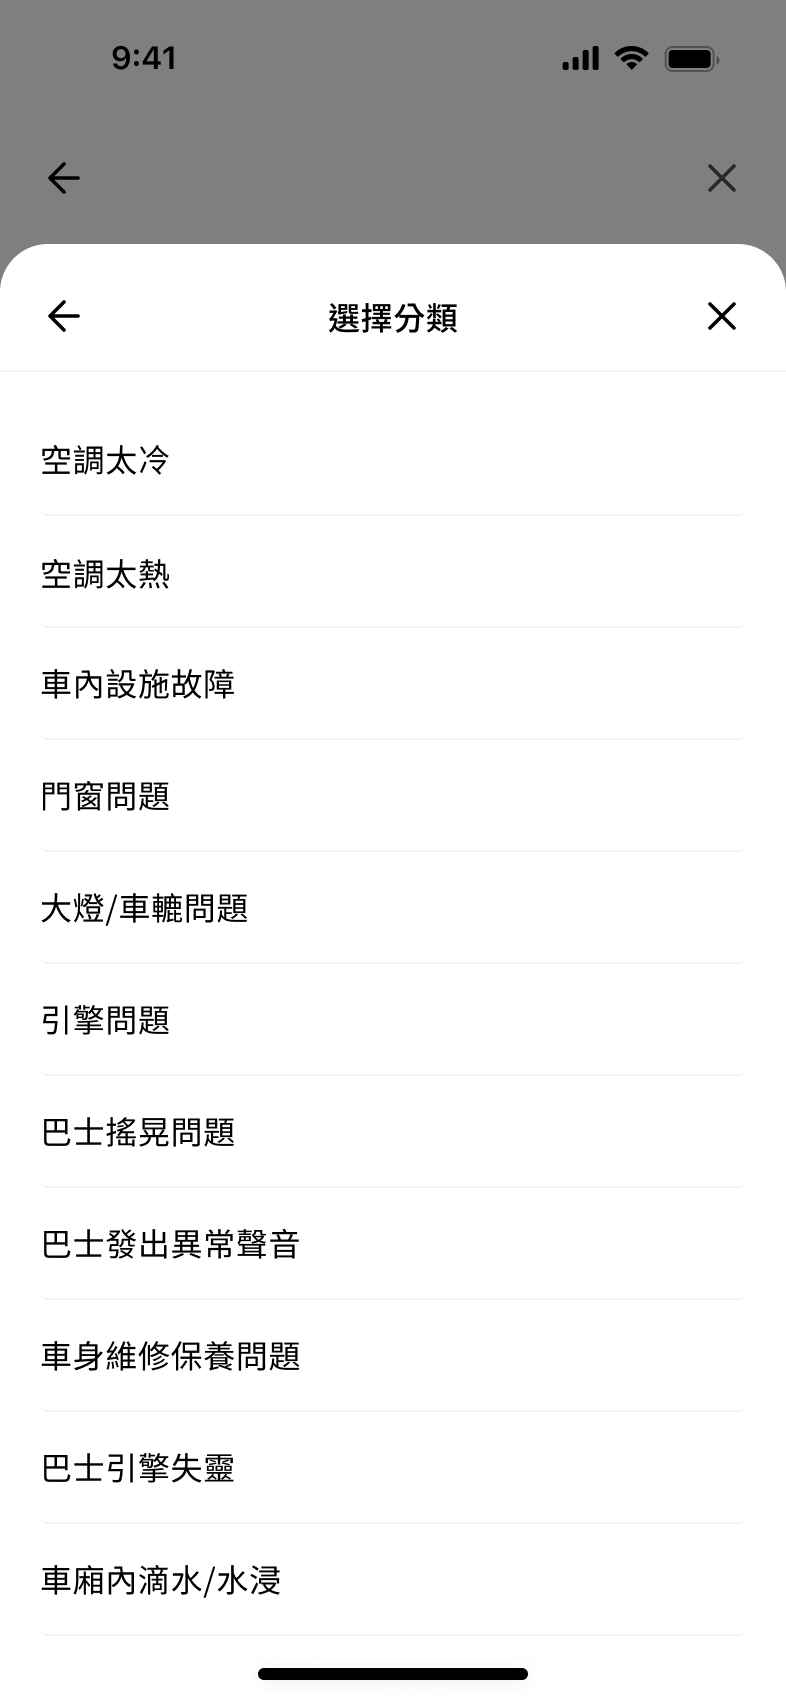 9:41
選擇分類
空調太冷
空調太熱
車內設施故障
門窗問題
大燈/車轆問題
引擎問題
巴士搖晃問題
巴士發出異常聲音
車身維修保養問題
巴士引擎失靈
車廂內滴水/水浸